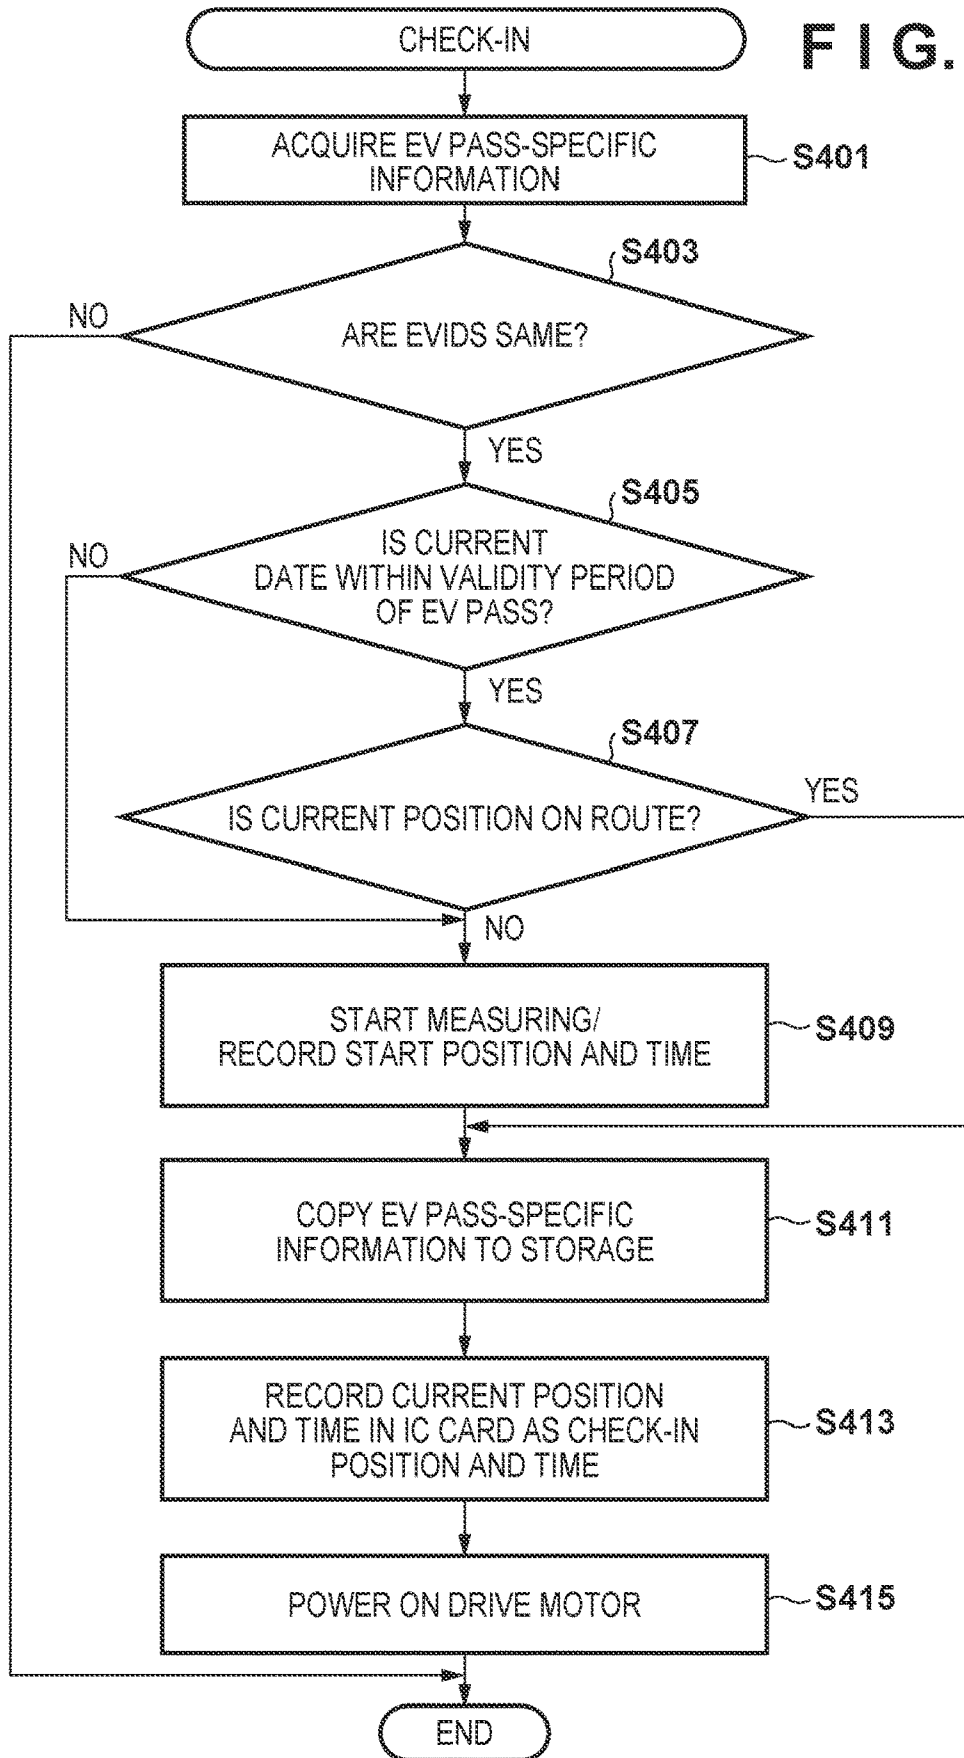 CHECK-IN
F I G.
ACQUIRE EV PASS-SPECIFIC
INFORMATION
S401
S403
NO
ARE EVIDS SAME?
YES
S405
NO
IS CURRENT
DATE WITHIN VALIDITY PERIOD
OF EV PASS?
YES
S407
YES
IS CURRENT POSITION ON ROUTE?
NO
START MEASURING/
RECORD START POSITION AND TIME
S409
COPY EV PASS-SPECIFIC
INFORMATION TO STORAGE
S411
RECORD CURRENT POSITION
AND TIME IN IC CARD AS CHECK-IN
POSITION AND TIME
S413
POWER ON DRIVE MOTOR
S415
END